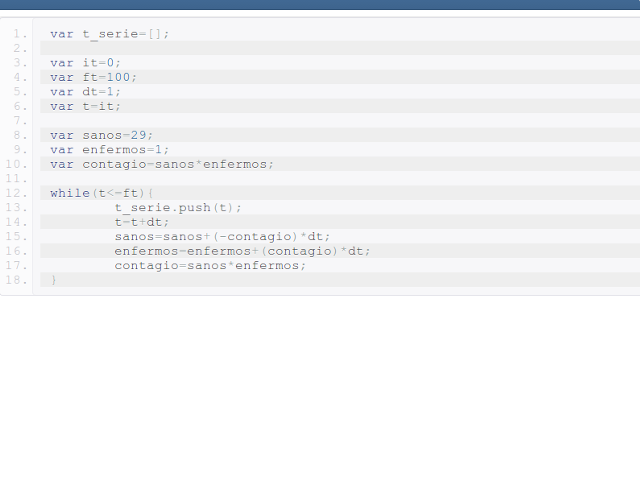 1. var t_serie=[];
2.
3. var it=0;
4. var ft=100;
5. var dt=1;
6. var t=it;
7.
8. var sanos=29;
9. var enfermos=1;
10. var contagio=sanos*enfermos;
11.
12. while(t<=ft){
13. t_serie.push(t);
14. t=t+dt;
15. sanos=sanos+(-contagio)*dt;
16. enfermos=enfermos+(contagio)*dt;
17. contagio=sanos*enfermos;
18. }